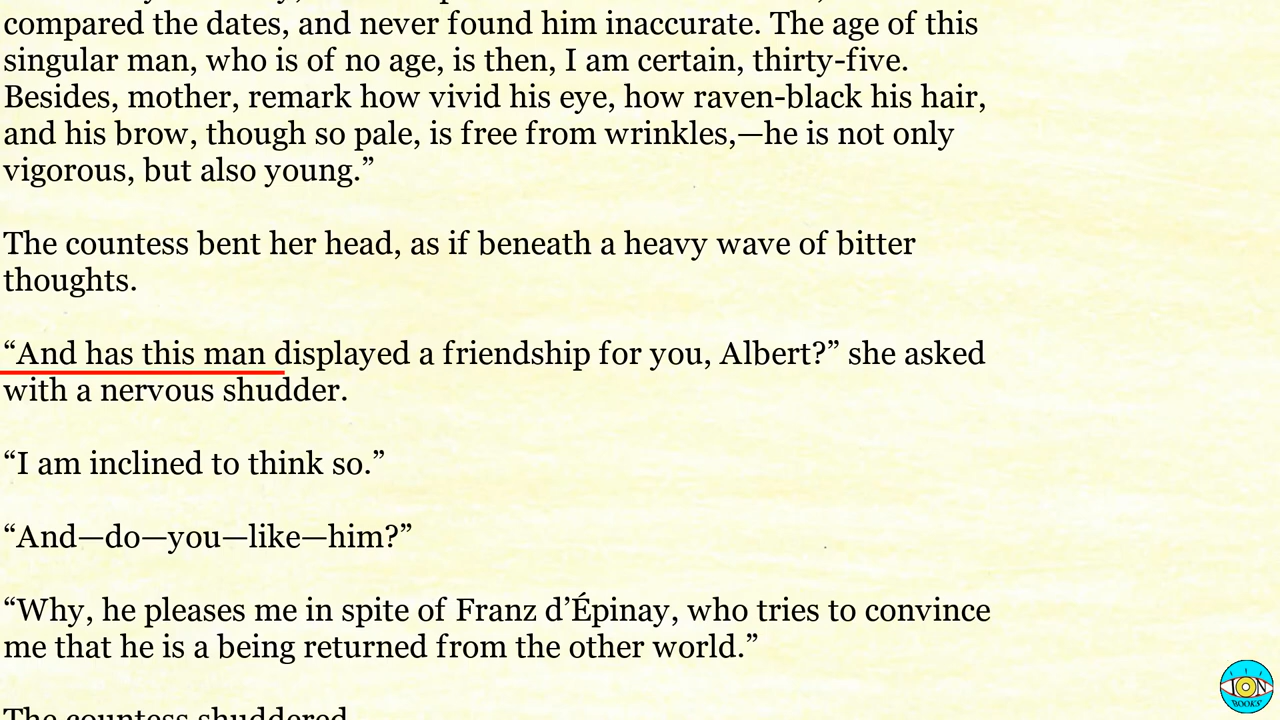 compared the dates, and never found him inaccurate. The age of this
singular man, who is of no age, is then, I am certain, thirty-five.
Besides, mother, remark how vivid his eye, how raven-black his hair,
and his brow, though so pale, is free from wrinkles,—he is not only
vigorous, but also young.”
The countess bent her head, as if beneath a heavy wave of bitter
thoughts.
“And has this man displayed a friendship for you, Albert?” she asked
with a nervous shudder.
“I am inclined to think so.”
“And—do—you—like—him?”
“Why, he pleases me in spite of Franz d’Épinay, who tries to convince
me that he is a being returned from the other world.”
The countess shuddered
ION
BOOKS